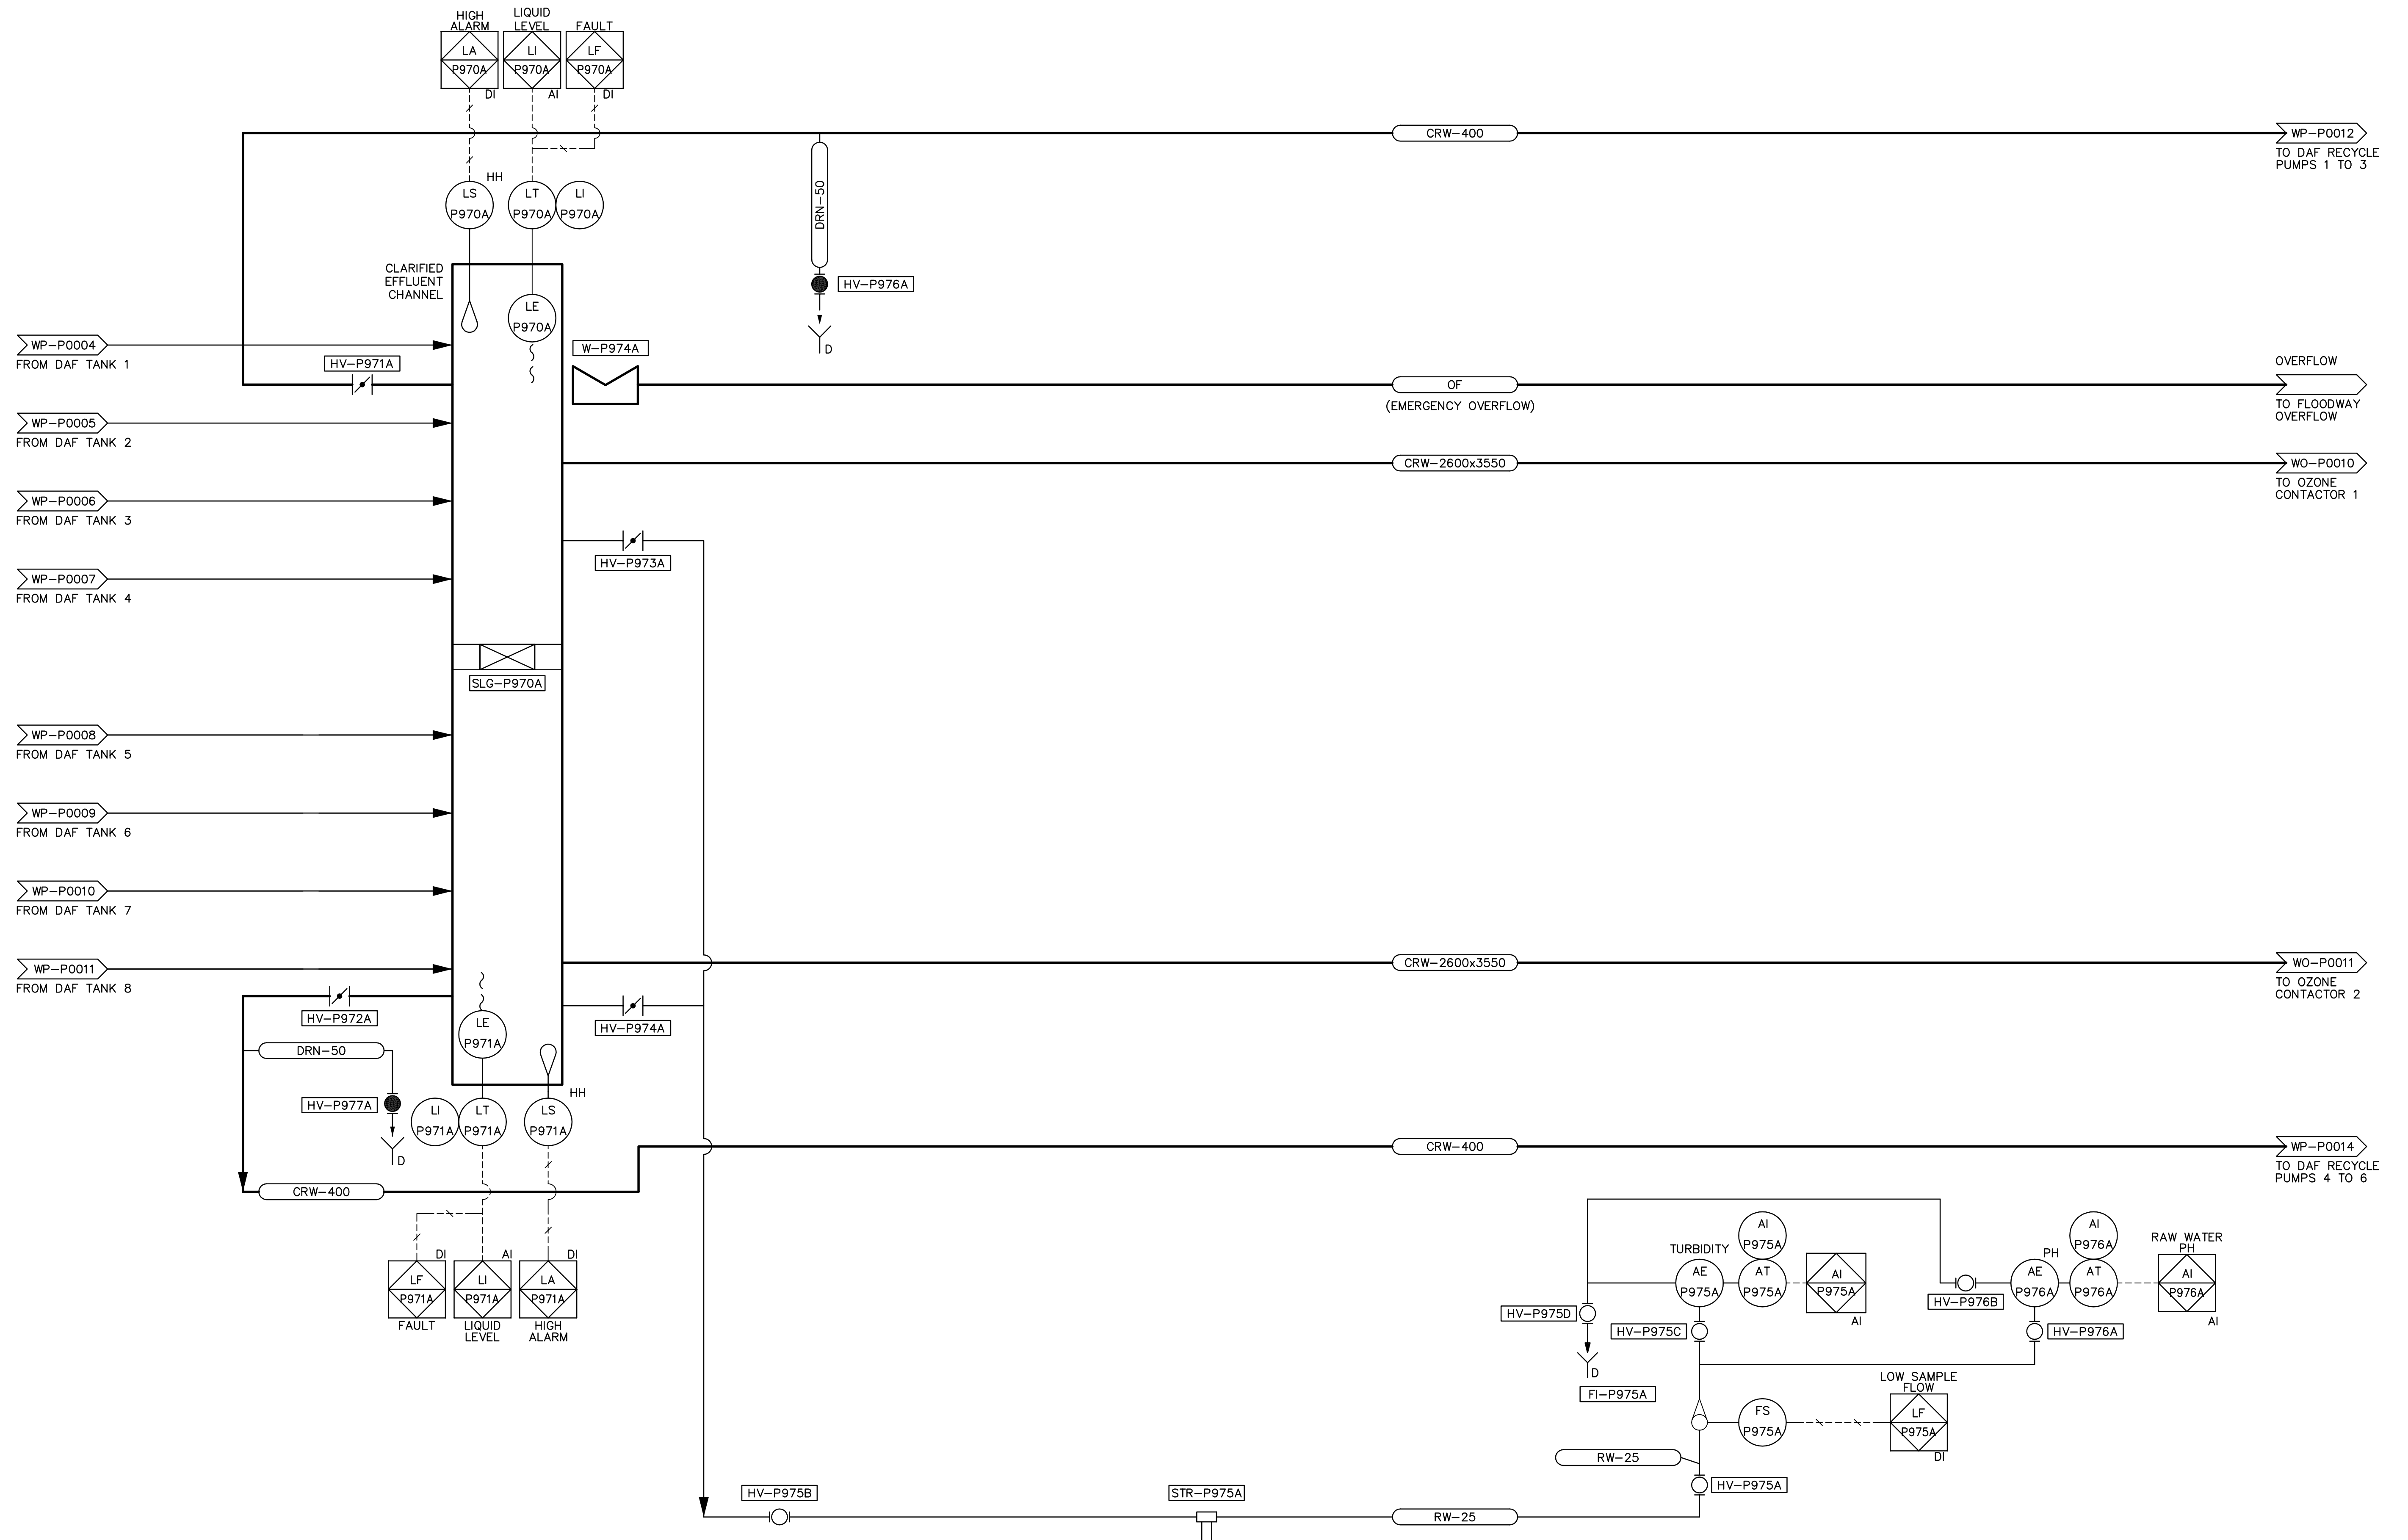 HIGH
ALARM
LA
P970A
DI
LIQUID
LEVEL
LI
P970A
AI
FAULT
LF
P970A
DI
CRW-400
WP-P0012
TO DAF RECYCLE
PUMPS 1 TO 3
HH
LS
P970A
LT
P970A
LI
P970A
DRN-50
HV-P976A
D
CLARIFIED
EFFLUENT
CHANNEL
LE
P970A
WP-P0004
FROM DAF TANK 1
HV-P971A
W-P974A
OF
(EMERGENCY OVERFLOW)
OVERFLOW
TO FLOODWAY
OVERFLOW
WP-P0005
FROM DAF TANK 2
CRW-2600x3550
WO-P0010
TO OZONE
CONTACTOR 1
WP-P0006
FROM DAF TANK 3
HV-P973A
WP-P0007
FROM DAF TANK 4
SLG-P970A
WP-P0008
FROM DAF TANK 5
WP-P0009
FROM DAF TANK 6
WP-P0010
FROM DAF TANK 7
WP-P0011
FROM DAF TANK 8
CRW-2600x3550
WO-P0011
TO OZONE
CONTACTOR 2
HV-P972A
HV-P974A
LE
P971A
DRN-50
HV-P977A
D
LI
P971A
LT
P971A
LS
P971A
HH
CRW-400
WP-P0014
TO DAF RECYCLE
PUMPS 4 TO 6
CRW-400
DI
LF
P971A
FAULT
AI
LI
P971A
LIQUID
LEVEL
DI
LA
P971A
HIGH
ALARM
TURBIDITY
AE
P975A
AI
P975A
AT
P975A
AI
P975A
AI
PH
AE
P976A
AI
P976A
AT
P976A
RAW WATER
PH
AI
P976A
AI
HV-P976B
HV-P975D
D
HV-P975C
HV-P976A
FI-P975A
FS
P975A
LOW SAMPLE
FLOW
LF
P975A
DI
RW-25
HV-P975A
HV-P975B
STR-P975A
RW-25